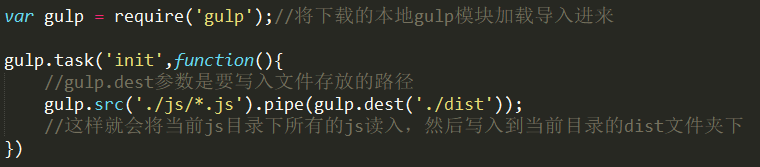 var gulp = require('gulp');//将下载的本地gulp模块加载导入进来
gulp.task('init',function(){
//gulp.dest参数是要写入文件存放的路径
gulp.src('./js/*.js').pipe(gulp.dest('./dist'));
//这样就会将当前js目录下所有的js读入，然后写入到当前目录的dist文件夹下
})